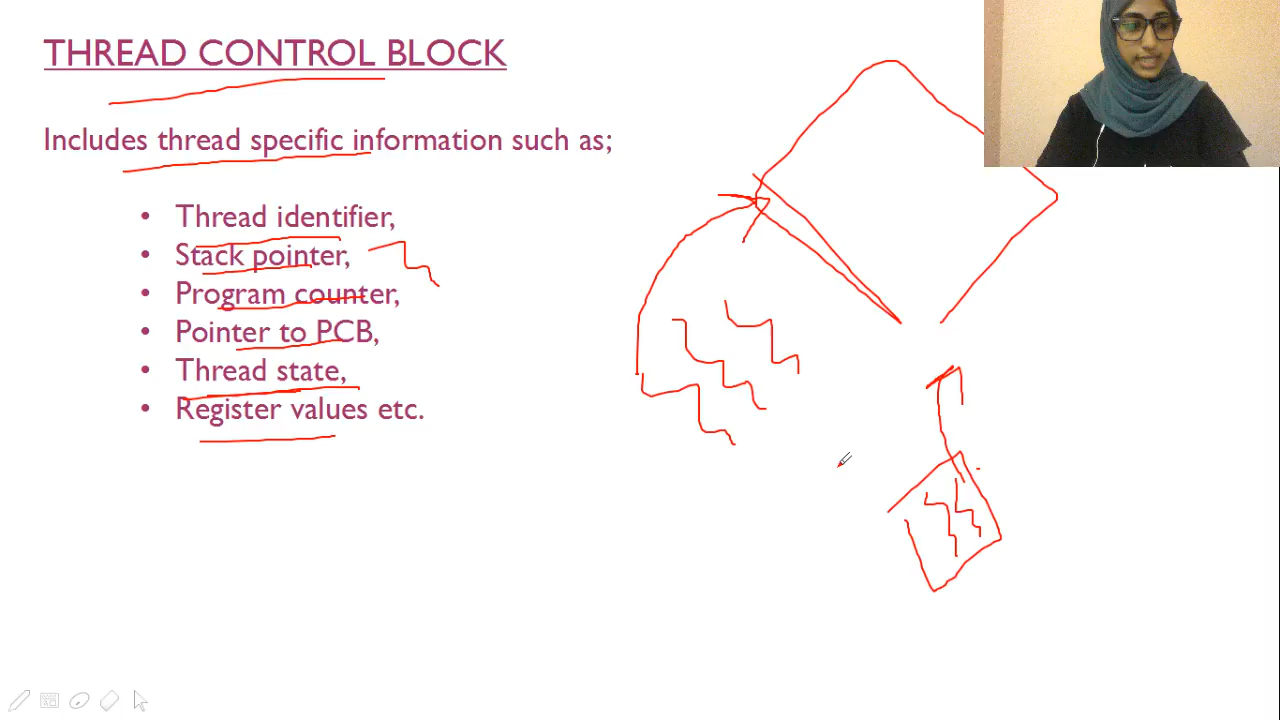 THREAD CONTROL BLOCK
Includes thread specific information such as;
• Thread identifier,
• Stack pointer,
• Program counter,
• Pointer to PCB,
• Thread state,
• Register values etc.